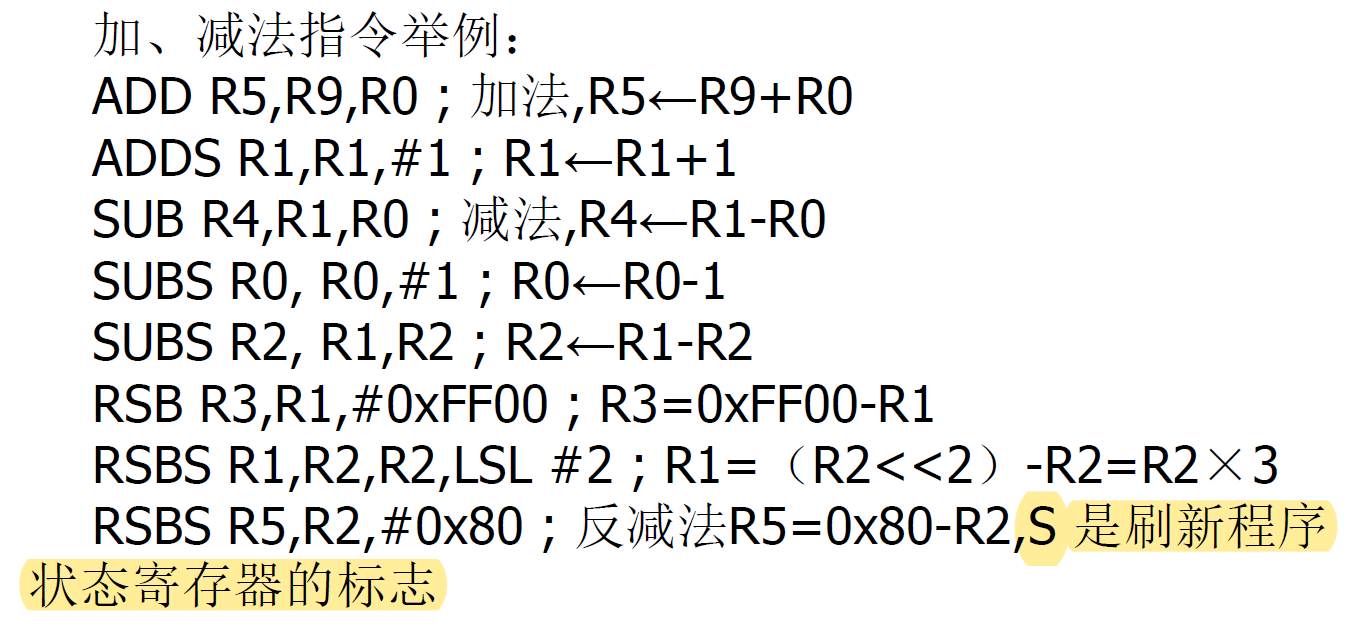 加、减法指令举例：
ADD R5,R9,R0；加法,R5←R9+R0
ADDS R1,R1,#1；R1←R1+1
SUB R4,R1,R0；减法,R4←R1-R0
SUBS R0, R0,#1；R0←R0-1
SUBS R2, R1,R2；R2←R1-R2
RSB R3,R1,#0xFF00；R3=0xFF00-R1
RSBS R1,R2,R2,LSL #2；R1=（R2<<2）-R2=R2×3
RSBS R5,R2,#0x80；反减法R5=0x80-R2,S 是刷新程序
状态寄存器的标志